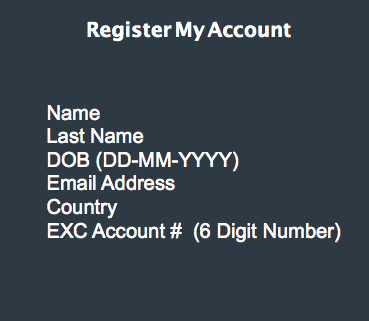 Register My Account
Name
Last Name
DOB (DD-MM-YYYY)
Email Address
Country
EXC Account # (6 Digit Number)